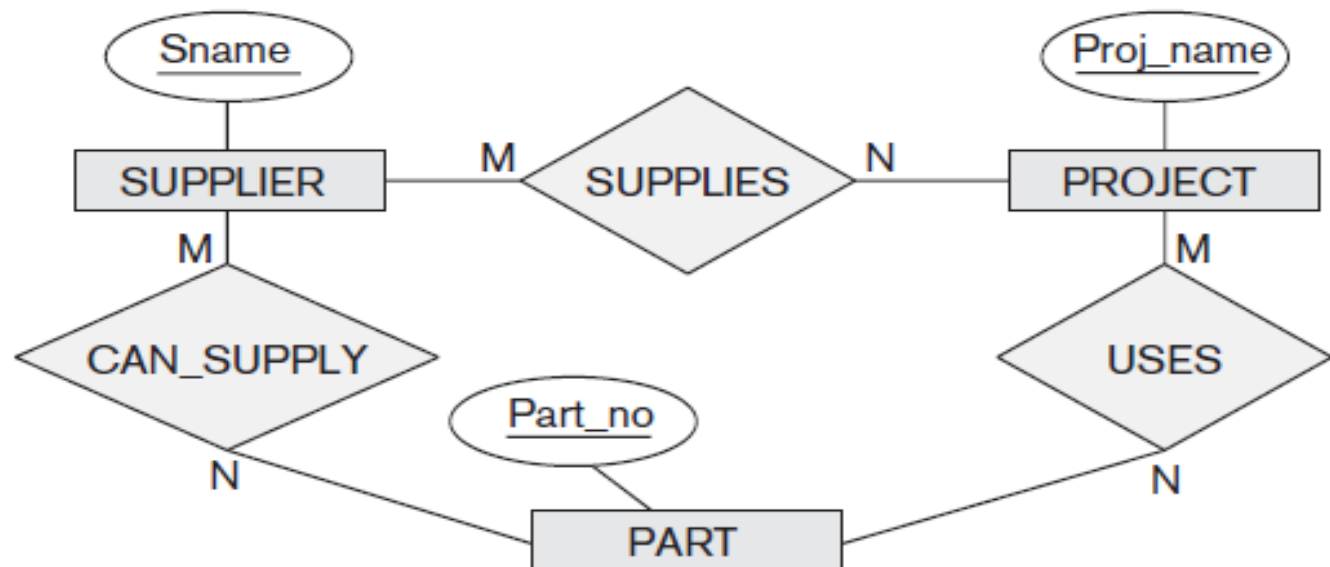 Sname
Proj_name
M
N
SUPPLIER
SUPPLIES
PROJECT
M
M
CAN_SUPPLY
USES
Part_no
N
N
PART